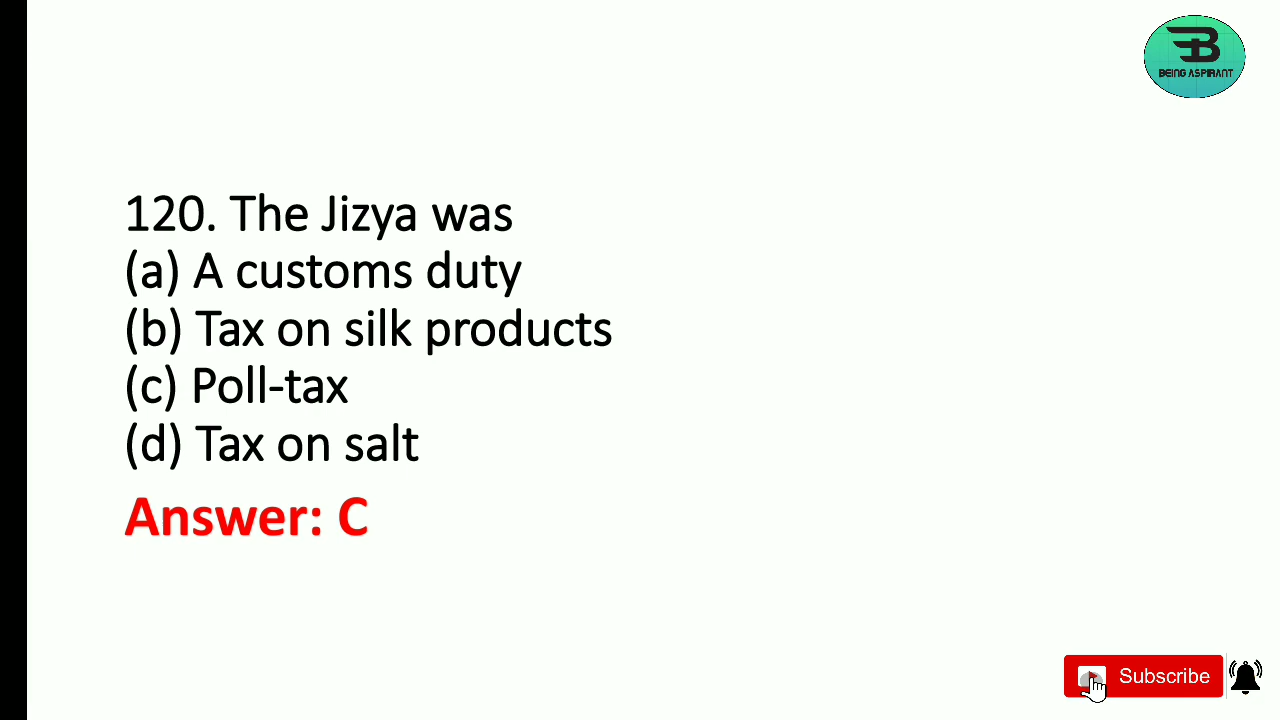 BEING ASPIRANT
120. The Jizya was
(a) A customs duty
(b) Tax on silk products
(c) Poll-tax
(d) Tax on salt
Answer: C
Subscribe